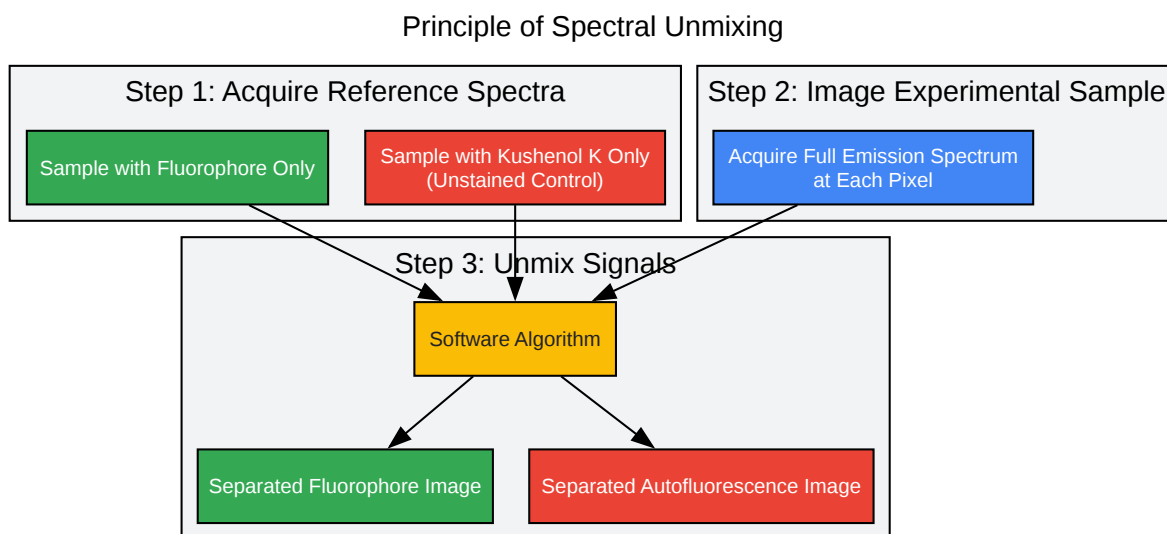 Principle of Spectral Unmixing
Step 1: Acquire Reference Spectra
Sample with Fluorophore Only
Sample with Kushenol K Only
(Unstained Control)
Step 2: Image Experimental Sample
Acquire Full Emission Spectrum
at Each Pixel
Step 3: Unmix Signals
Software Algorithm
Separated Fluorophore Image
Separated Autofluorescence Image